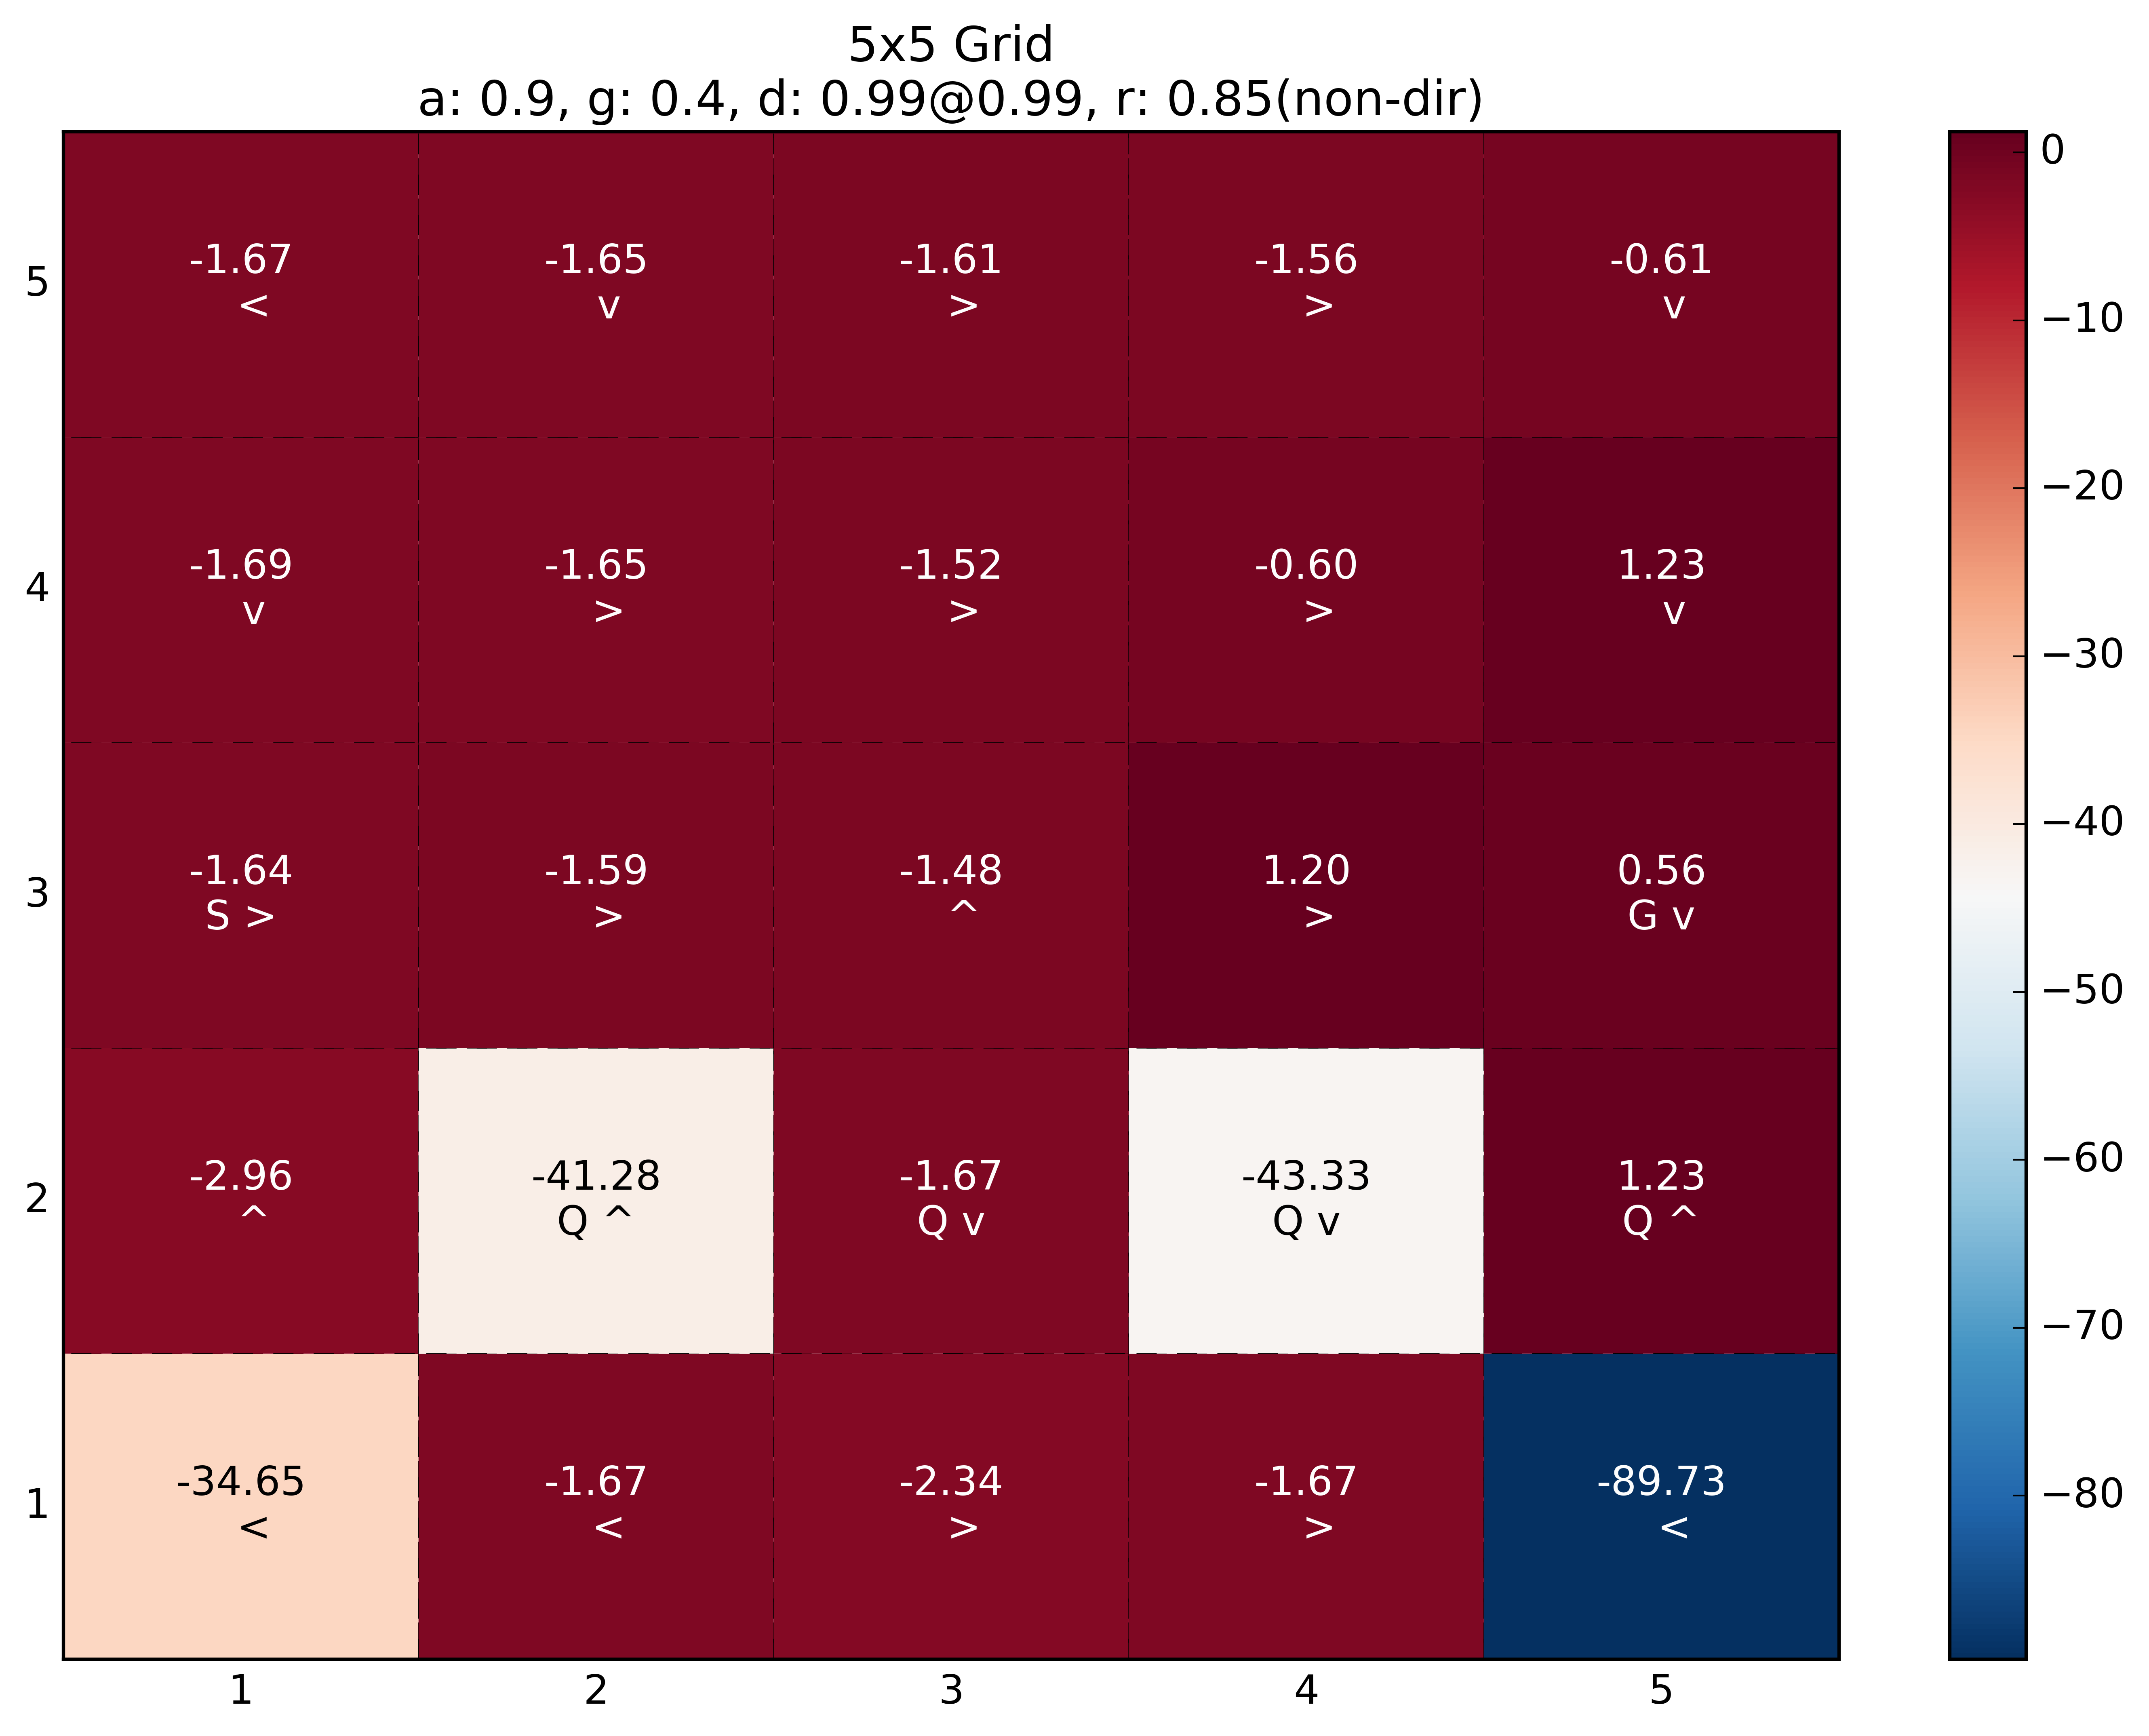 5x5 Grid
a: 0.9, g: 0.4, d: 0.99@0.99, r: 0.85(non-dir)
5
-1.67 -1.65 -1.61 -1.56 -0.61
< v > > v
4
-1.69 -1.65 -1.52 -0.60 1.23
v > > > v
3
-1.64 -1.59 -1.48 1.20 0.56
S > > ^ > G v
2
-2.96 -41.28 -1.67 -43.33 1.23
^ Q ^ Q v Q v Q ^
1
-34.65 -1.67 -2.34 -1.67 -89.73
< < > > <
1 2 3 4 5
0
−10
−20
−30
−40
−50
−60
−70
−80